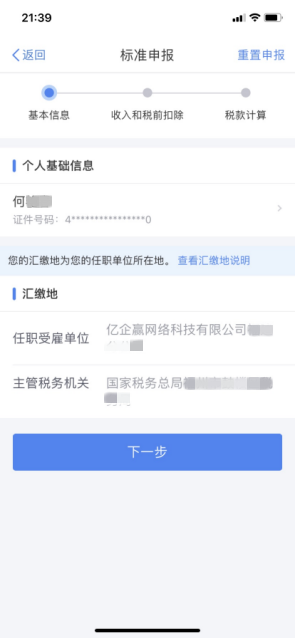 21:39
返回 标准申报 重置申报
基本信息 收入和税前扣除 税款计算
个人基础信息
何
证件号码：4****************0
您的汇缴地为您的任职单位所在地。 查看汇缴地说明
汇缴地
任职受雇单位 亿企赢网络科技有限公司
主管税务机关 国家税务总局
下一步